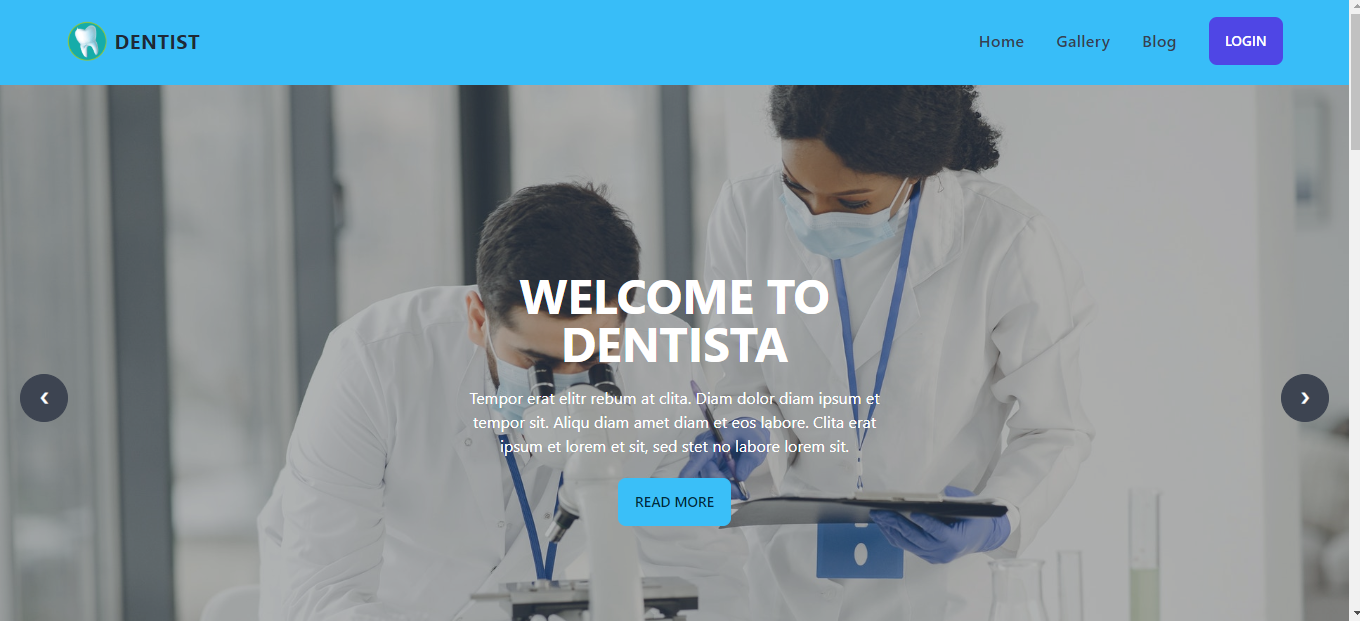 DENTIST
Home Gallery Blog LOGIN
WELCOME TO
DENTISTA
Tempor erat elitr rebum at clita. Diam dolor diam ipsum et
tempor sit. Aliqu diam amet diam et eos labore. Clita erat
ipsum et lorem et sit, sed stet no labore lorem sit.
❮ ❯
READ MORE